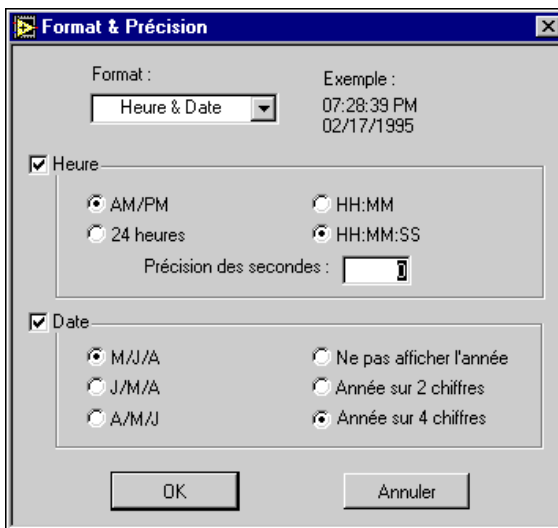 Format & Précision
Format :
Heure & Date
Exemple :
07:28:39 PM
02/17/1995
Heure
AM/PM
HH:MM
24 heures
HH:MM:SS
Précision des secondes :
0
Date
M/J/A
Ne pas afficher l'année
J/M/A
Année sur 2 chiffres
A/M/J
Année sur 4 chiffres
OK
Annuler